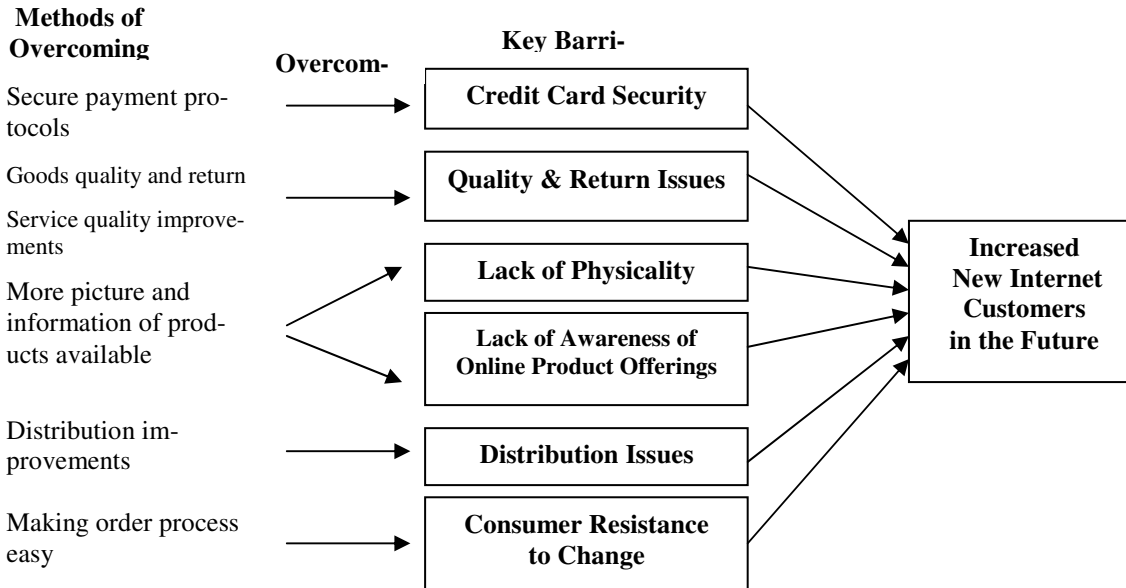 Methods of
Overcoming
Overcom-
Key Barri-
Secure payment pro-
tocols
Goods quality and return
Service quality improve-
ments
More picture and
information of prod-
ucts available
Distribution im-
provements
Making order process
easy
Credit Card Security
Quality & Return Issues
Lack of Physicality
Lack of Awareness of
Online Product Offerings
Distribution Issues
Consumer Resistance
to Change
Increased
New Internet
Customers
in the Future